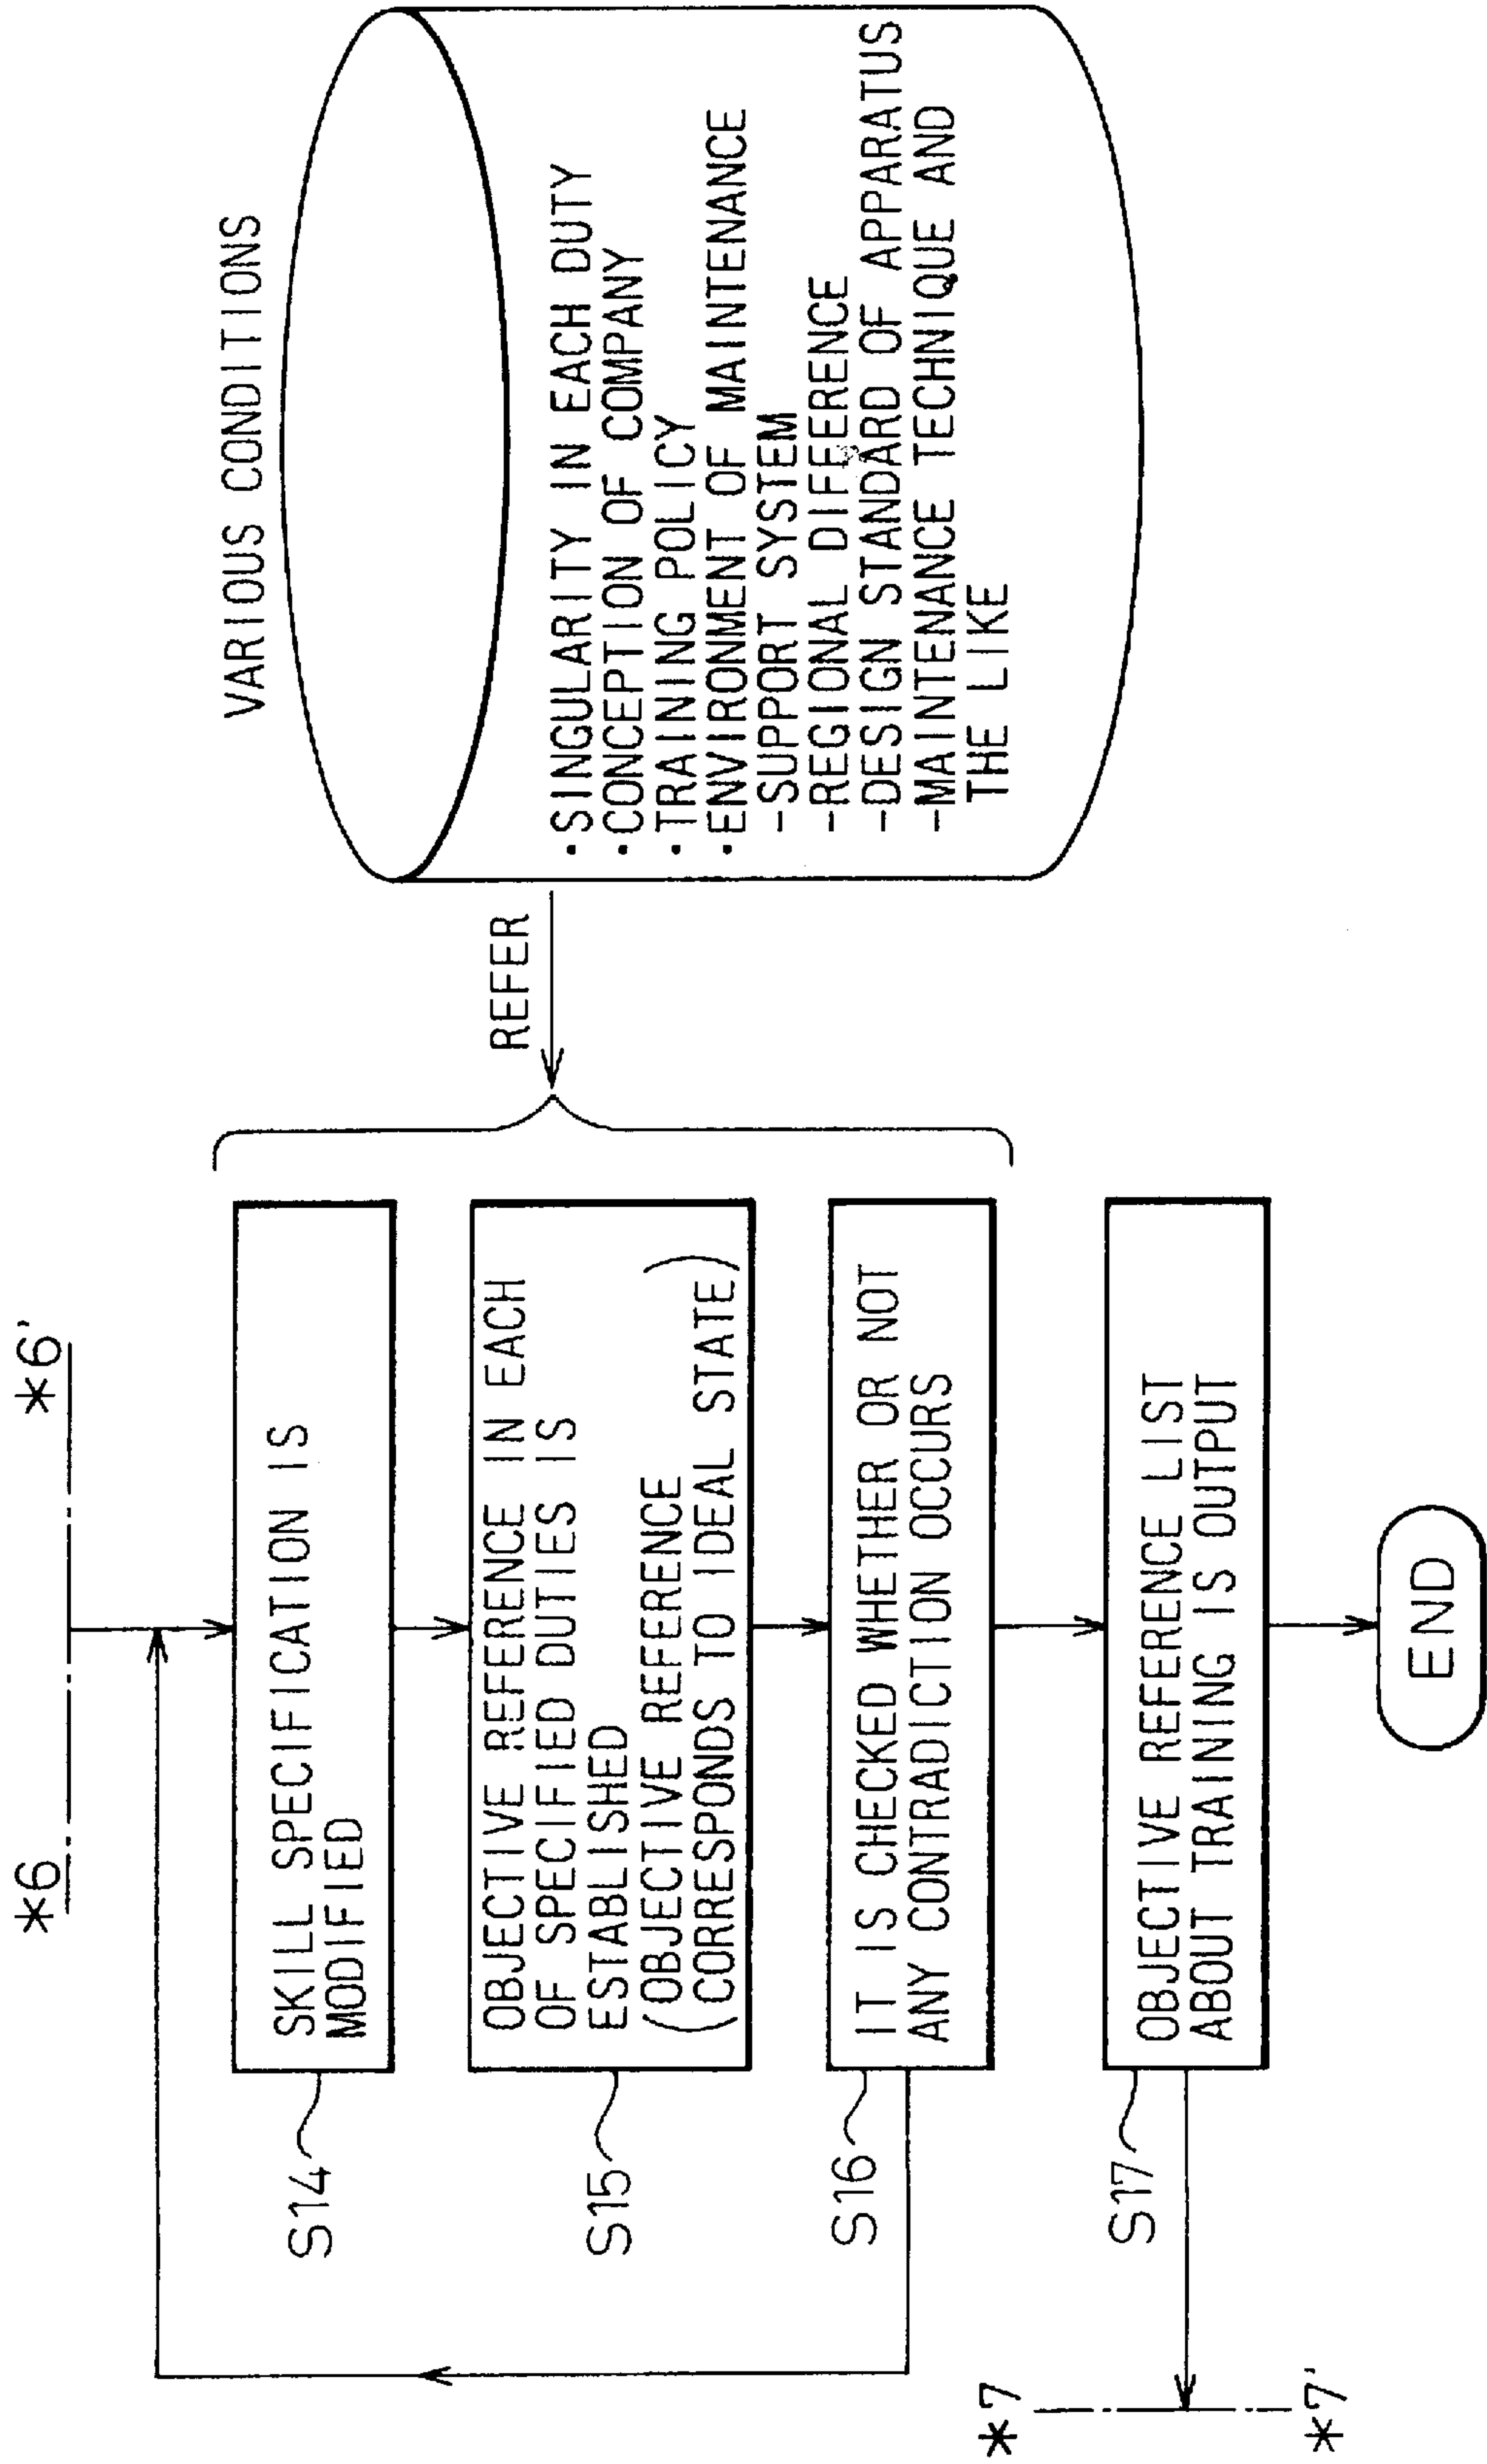 *6
*6'
VARIOUS CONDITIONS
S14
SKILL SPECIFICATION IS
MODIFIED
S15
OBJECTIVE REFERENCE IN EACH
OF SPECIFIED DUTIES IS
ESTABLISHED
(OBJECTIVE REFERENCE
CORRESPONDS TO IDEAL STATE)
REFER
·SINGULARITY IN EACH DUTY
·CONCEPTION OF COMPANY
·TRAINING POLICY
·ENVIRONMENT OF MAINTENANCE
-SUPPORT SYSTEM
-REGIONAL DIFFERENCE
-DESIGN STANDARD OF APPARATUS
-MAINTENANCE TECHNIQUE AND
THE LIKE
S16
IT IS CHECKED WHETHER OR NOT
ANY CONTRADICTION OCCURS
S17
OBJECTIVE REFERENCE LIST
ABOUT TRAINING IS OUTPUT
*7
*7'
END